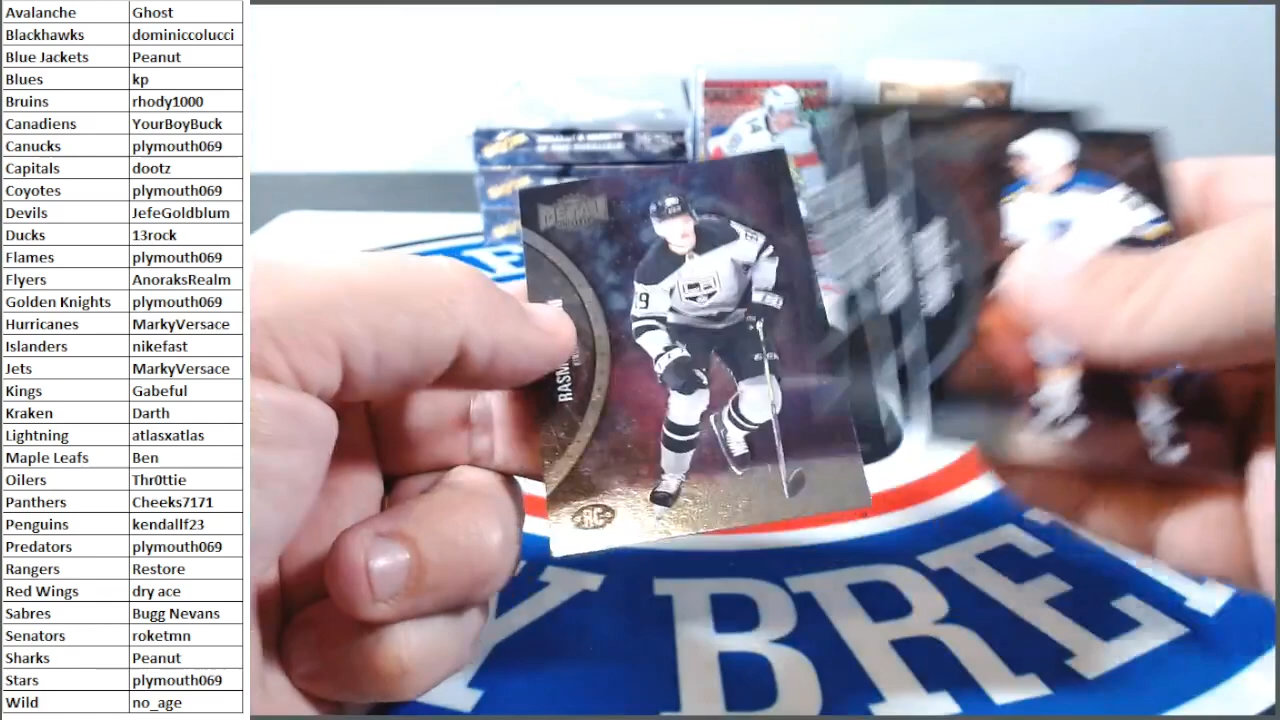 Avalanche Ghost
Blackhawks dominiccolucci
Blue Jackets Peanut
Blues kp
Bruins rhody1000
Canadiens YourBoyBuck
Canucks plymouth069
Capitals dootz
Coyotes plymouth069
Devils JefeGoldblum
Ducks 13rock
Flames plymouth069
Flyers AnoraksRealm
Golden Knights plymouth069
Hurricanes MarkyVersace
Islanders nikefast
Jets MarkyVersace
Kings Gabeful
Kraken Darth
Lightning atlasxatlas
Maple Leafs Ben
Oilers Thr0ttie
Panthers Cheeks7171
Penguins kendallf23
Predators plymouth069
Rangers Restore
Red Wings dry ace
Sabres Bugg Nevans
Senators roketmn
Sharks Peanut
Stars plymouth069
Wild no_age
METAL
RC
Y BRE